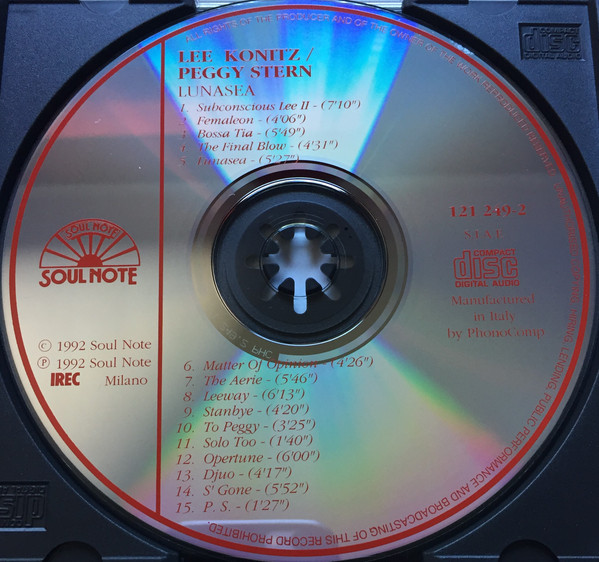 ALL RIGHTS OF THE PRODUCER AND OF THE OWNER OF THE WORK REPRODUCED
LEE KONITZ /
PEGGY STERN
LUNASEA
1. Subconscious Lee II - (7'10")
2. Femaleon - (4'06")
3. Bossa Tia - (5'49")
4. The Final Blow - (4'31")
5. Lunasea - (5'27")
SOUL NOTE
SOUL NOTE
© 1992 Soul Note
℗ 1992 Soul Note
IREC Milano
121 249-2
S.I.A.E.
COMPACT
disc
DIGITAL AUDIO
Manufactured
in Italy
by PhonoComp
6. Matter Of Opinion - (4'26")
7. The Aerie - (5'46")
8. Leeway - (6'13")
9. Stanbye - (4'20")
10. To Peggy - (3'25")
11. Solo Too - (1'40")
12. Opertune - (6'00")
13. Djuo - (4'17")
14. S' Gone - (5'52")
15. P. S. - (1'27")
LENDING, PUBLIC PERFORMANCE AND BROADCASTING OF THIS RECORD PROHIBITED.
disc